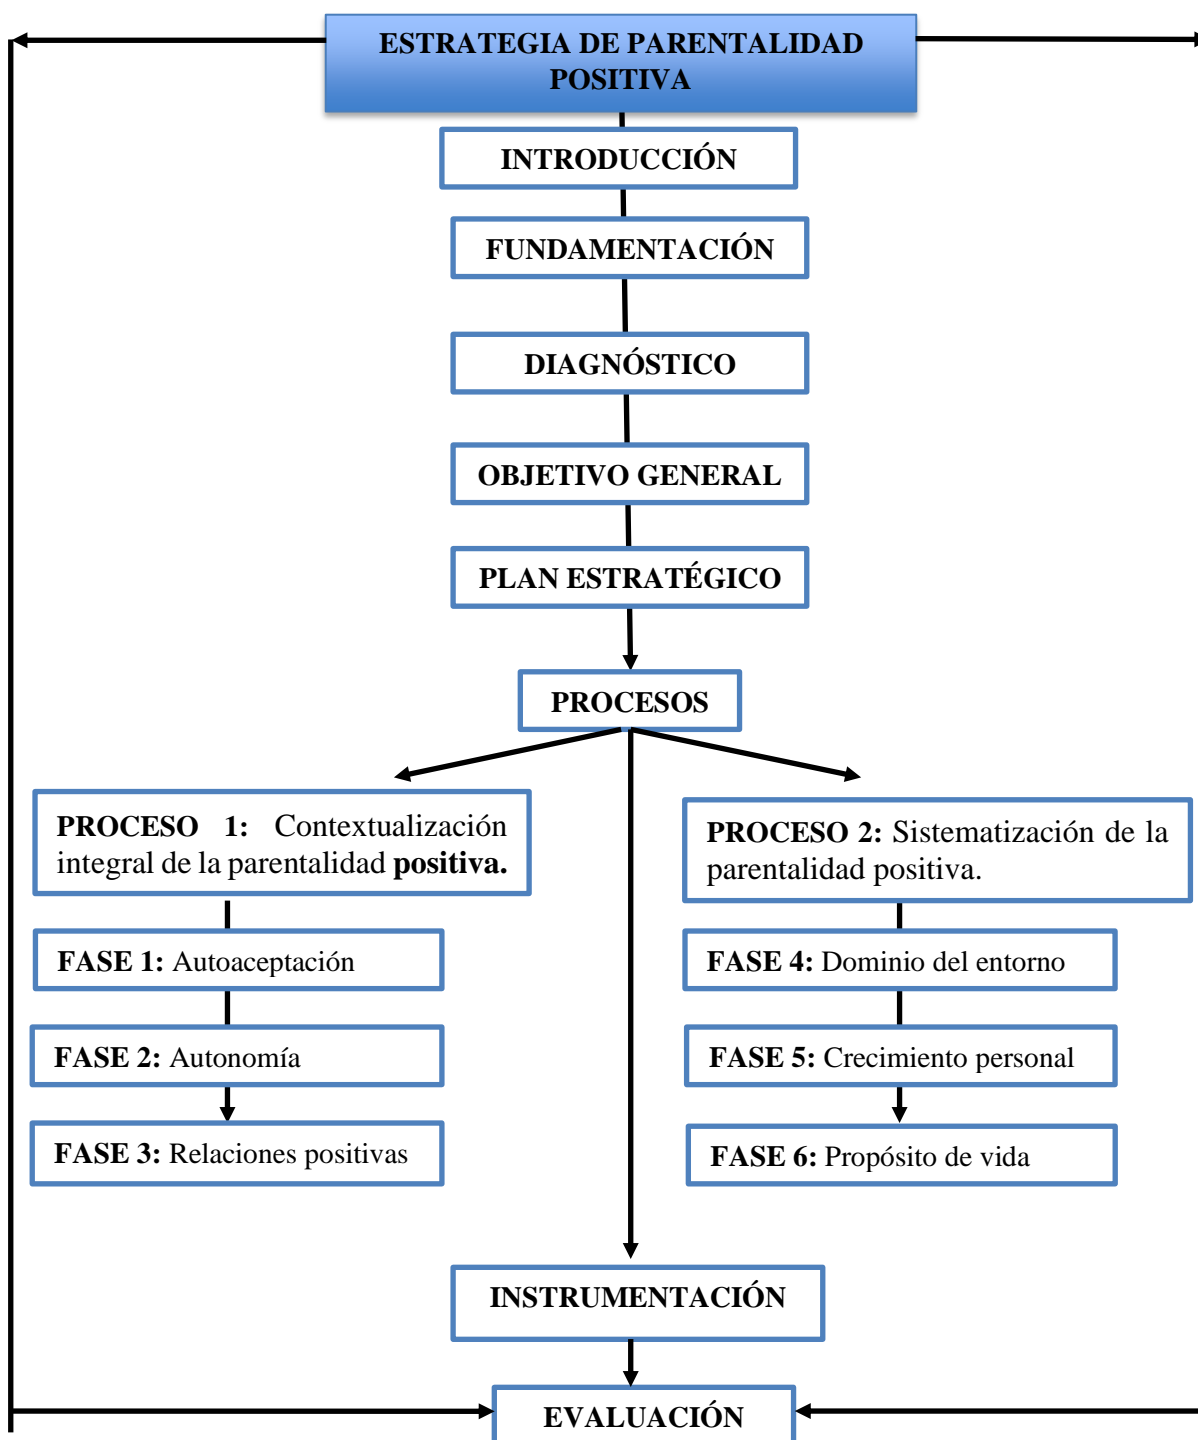 ESTRATEGIA DE PARENTALIDAD
POSITIVA
INTRODUCCIÓN
FUNDAMENTACIÓN
DIAGNÓSTICO
OBJETIVO GENERAL
PLAN ESTRATÉGICO
PROCESOS
PROCESO 1: Contextualización
integral de la parentalidad positiva.
FASE 1: Autoaceptación
FASE 2: Autonomía
FASE 3: Relaciones positivas
PROCESO 2: Sistematización de la
parentalidad positiva.
FASE 4: Dominio del entorno
FASE 5: Crecimiento personal
FASE 6: Propósito de vida
INSTRUMENTACIÓN
EVALUACIÓN